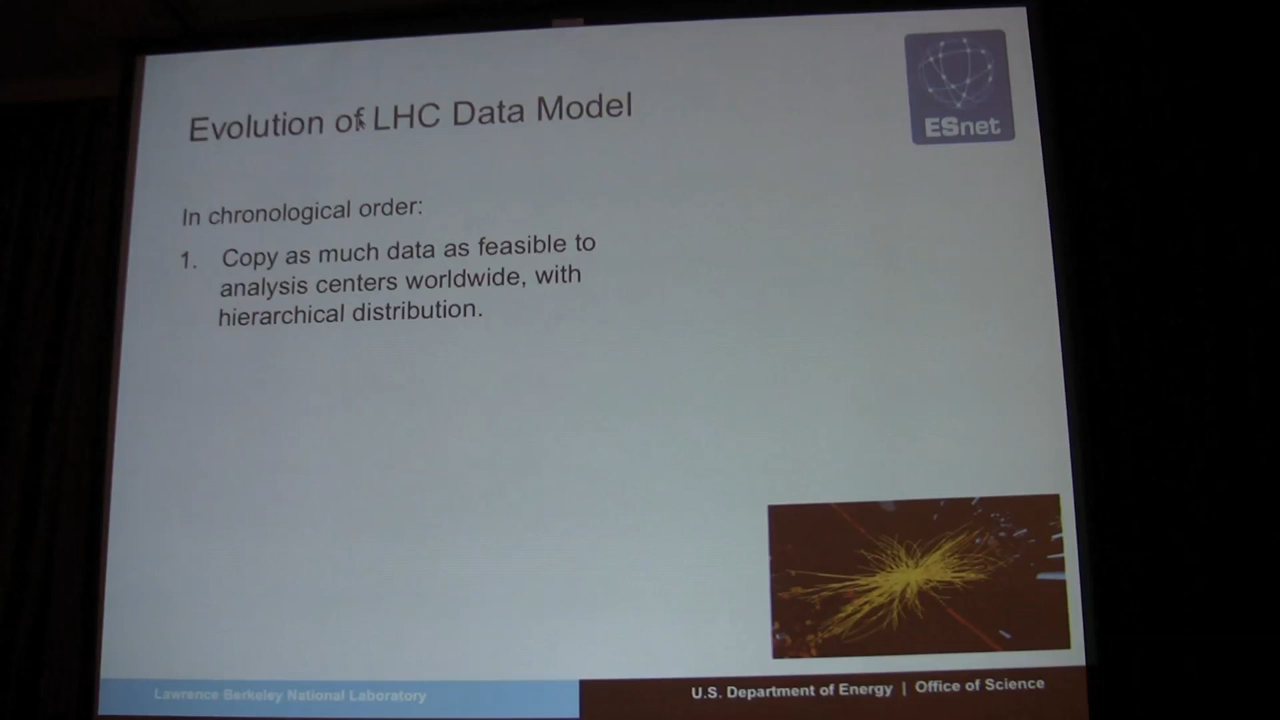 ESnet
Evolution of LHC Data Model
In chronological order:
1. Copy as much data as feasible to
analysis centers worldwide, with
hierarchical distribution.
Lawrence Berkeley National Laboratory
U.S. Department of Energy | Office of Science